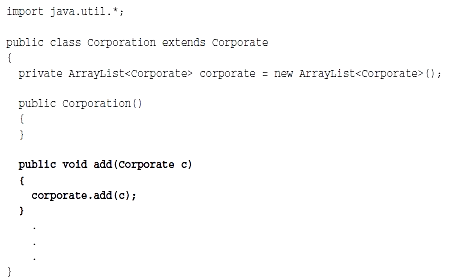 import java.util.*;
public class Corporation extends Corporate
{
private ArrayList<Corporate> corporate = new ArrayList<Corporate>();
public Corporation()
{
}
public void add(Corporate c)
{
corporate.add(c);
}
.
.
.
}